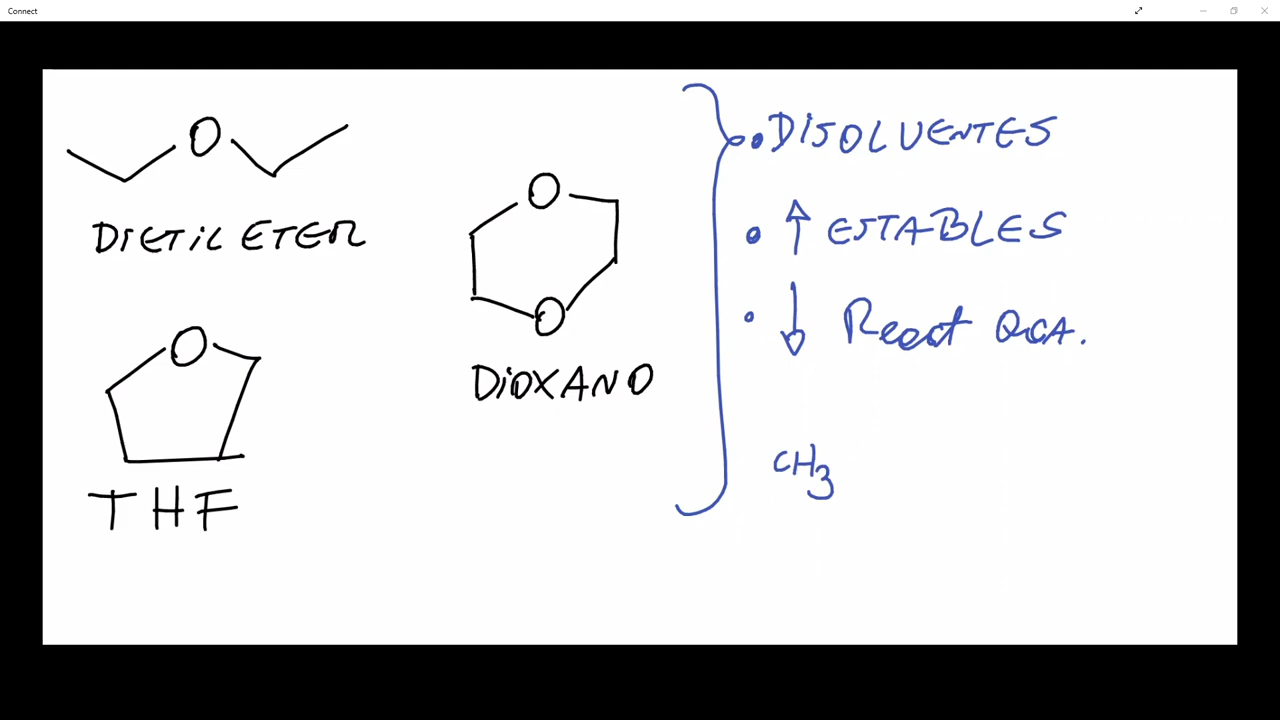 Connect
O
DIETIL ETER
O
THF
O
O
DIOXANO
• DISOLVENTES
• ↑ ESTABLES
• ↓ React QCA.
CH3